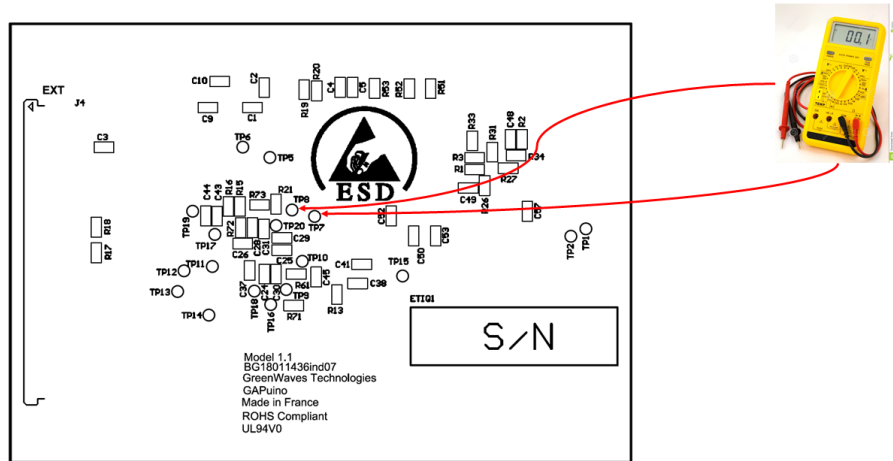 EXT
J4
C10
C2
R20
R19
C4
C5
R53
R52
R51
C9
C1
C3
TP6
TP5
ESD
R33
R31
C48
R2
R3
R34
R1
R27
C49
R26
C57
C44
C43
R16
R15
R73
R21
TP8
TP7
TP19
TP17
R72
C28
C31
TP20
C29
C26
C25
C52
C50
C53
TP2
TP1
R18
R17
TP12
TP11
TP13
TP14
C37
C24
C30
TP10
R61
C45
TP9
TP18
TP16
R71
R13
C41
C38
TP15
ETIQ1
S/N
Model 1.1
BG18011436ind07
GreenWaves Technologies
GAPuino
Made in France
ROHS Compliant
UL94V0
00.1